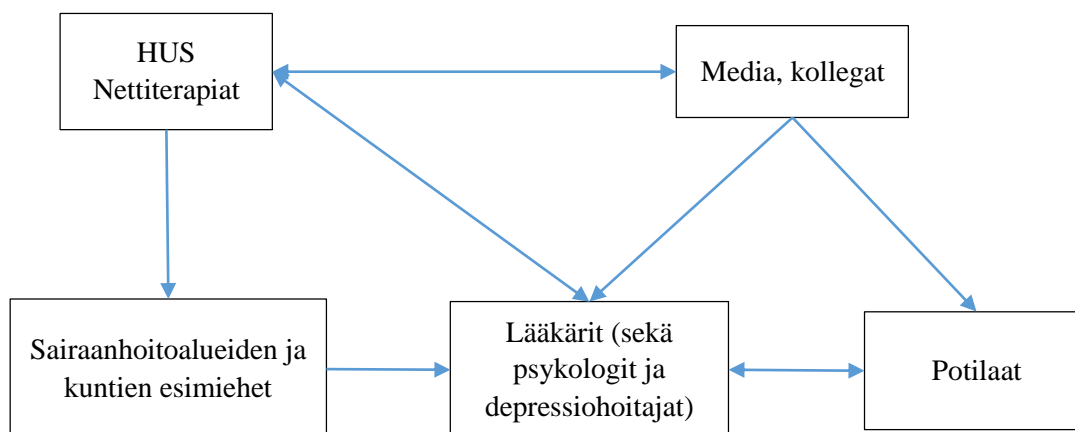 HUS
Nettiterapiat
Media, kollegat
Sairaanhoitoalueiden ja
kuntien esimiehet
Lääkärit (sekä
psykologit ja
depressiohoitajat)
Potilaat